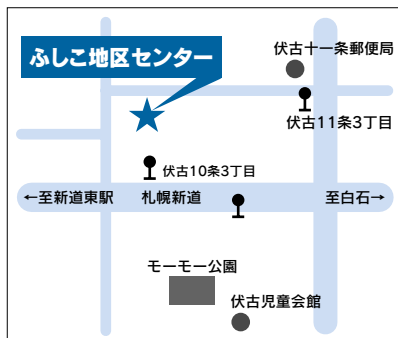 ふしこ地区センター
伏古十一条郵便局
伏古11条3丁目
伏古10条3丁目
←至新道東駅
札幌新道
至白石→
モーモー公園
伏古児童会館